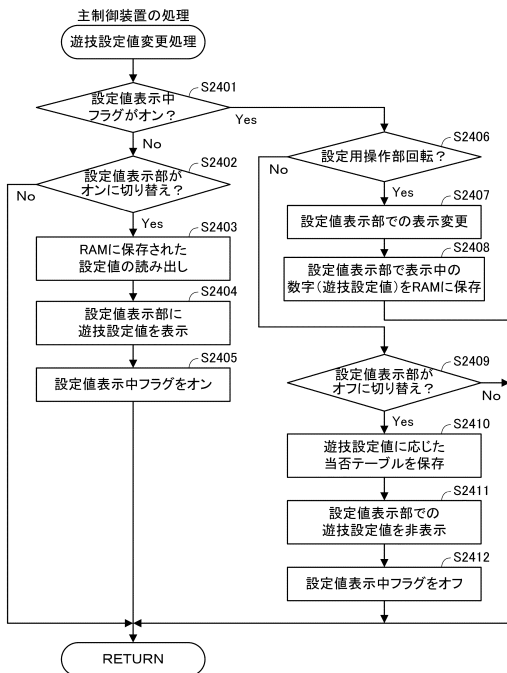 主制御装置の処理
遊技設定値変更処理
S2401
設定値表示中
フラグがオン？
Yes
No
S2402
設定値表示部が
オンに切り替え？
No
Yes
S2403
RAMに保存された
設定値の読み出し
S2404
設定値表示部に
遊技設定値を表示
S2405
設定値表示中フラグをオン
S2406
設定用操作部回転？
No
Yes
S2407
設定値表示部での表示変更
S2408
設定値表示部で表示中の
数字（遊技設定値）をRAMに保存
S2409
設定値表示部が
オフに切り替え？
No
Yes
S2410
遊技設定値に応じた
当否テーブルを保存
S2411
設定値表示部での
遊技設定値を非表示
S2412
設定値表示中フラグをオフ
RETURN